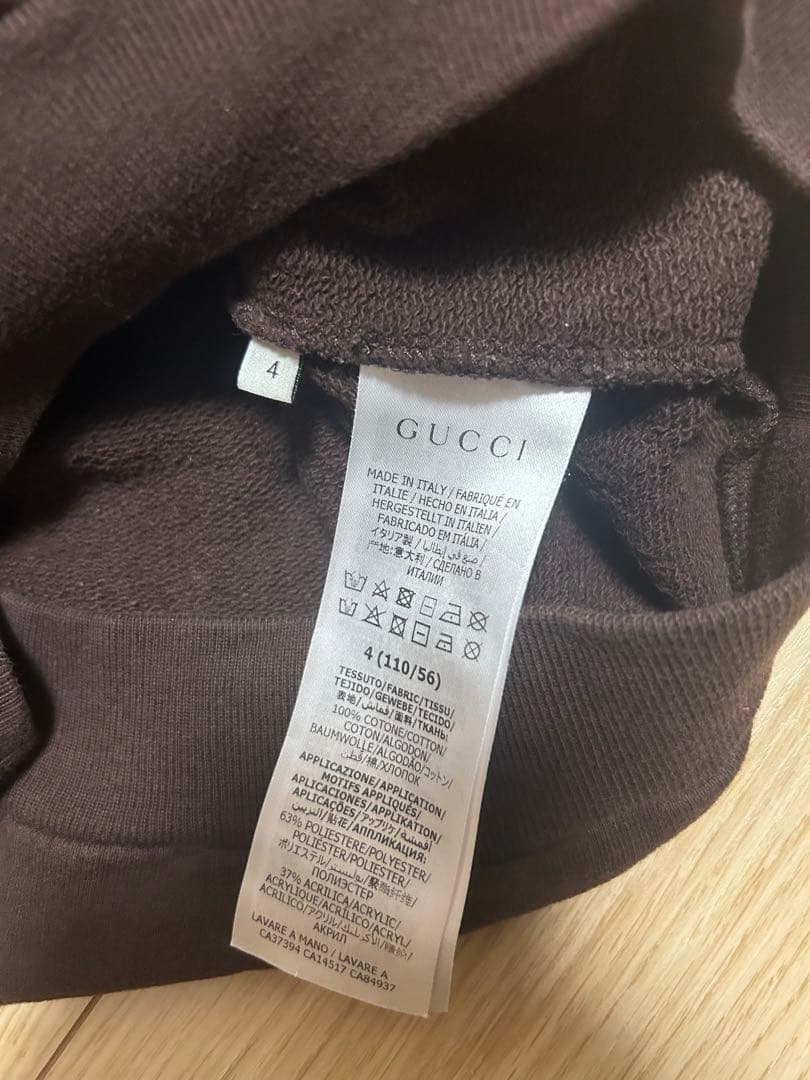 4
GUCCI
MADE IN ITALY / FABRIQUÉ EN
ITALIE / HECHO EN ITALIA /
HERGESTELLT IN ITALIEN /
FABRICADO EM ITÁLIA /
イタリア製 / صنع في إيطاليا /
产地:意大利 / СДЕЛАНО В
ИТАЛИИ
4 (110/56)
TESSUTO/FABRIC/TISSU/
TEJIDO/GEWEBE/TECIDO/
表地/قماش/面料/ТКАНЬ:
100% COTONE/COTTON/
COTON/ALGODON/
BAUMWOLLE/ALGODÃO/コットン/
قطن/棉/ХЛОПОК
APPLICAZIONE/APPLICATION/
MOTIFS APPLIQUÉS/
APLICACIONES/APPLIKATION/
APLICAÇÕES/アップリケ/أقمشة
التزيين/贴花/АППЛИКАЦИЯ:
63% POLIESTERE/POLYESTER/
POLIÉSTER/POLYESTER/
ポリエステル/بوليستر/聚酯纤维/
ПОЛИЭСТЕР
37% ACRILICA/ACRYLIC/
ACRYLIQUE/ACRÍLICO/ACRYL/
ACRÍLICO/アクリル/الأكريليك/腈纶/
АКРИЛ
LAVARE A MANO / LAVARE A
CA37394 CA14517 CA84937